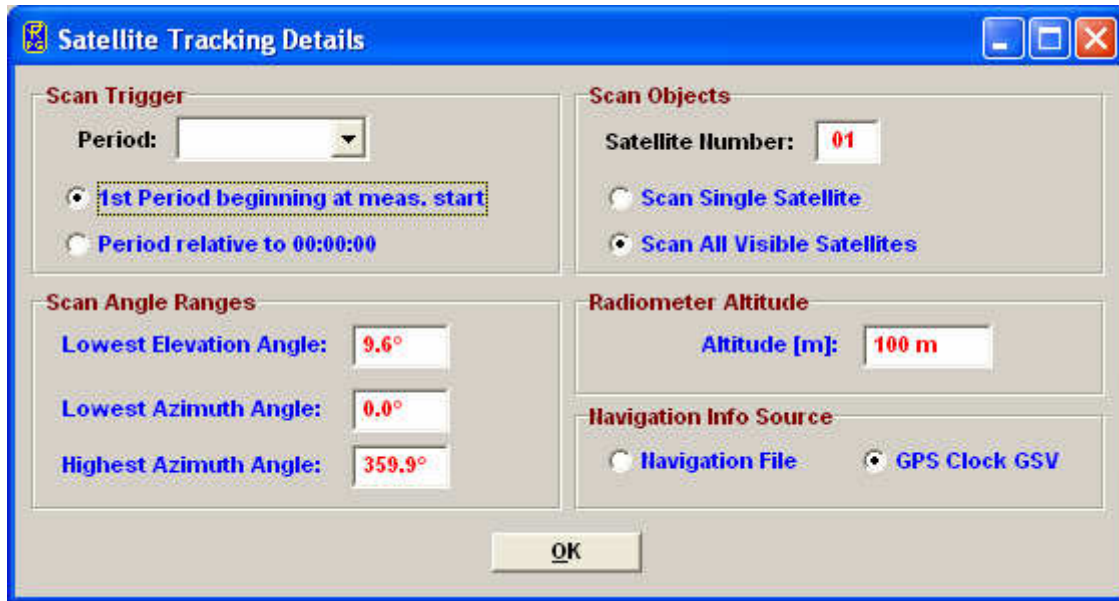 RPG
Satellite Tracking Details
Scan Trigger
Period:
1st Period beginning at meas. start
Period relative to 00:00:00
Scan Objects
Satellite Number: 01
Scan Single Satellite
Scan All Visible Satellites
Scan Angle Ranges
Lowest Elevation Angle: 9.6°
Lowest Azimuth Angle: 0.0°
Highest Azimuth Angle: 359.9°
Radiometer Altitude
Altitude [m]: 100 m
Navigation Info Source
Navigation File
GPS Clock GSV
OK